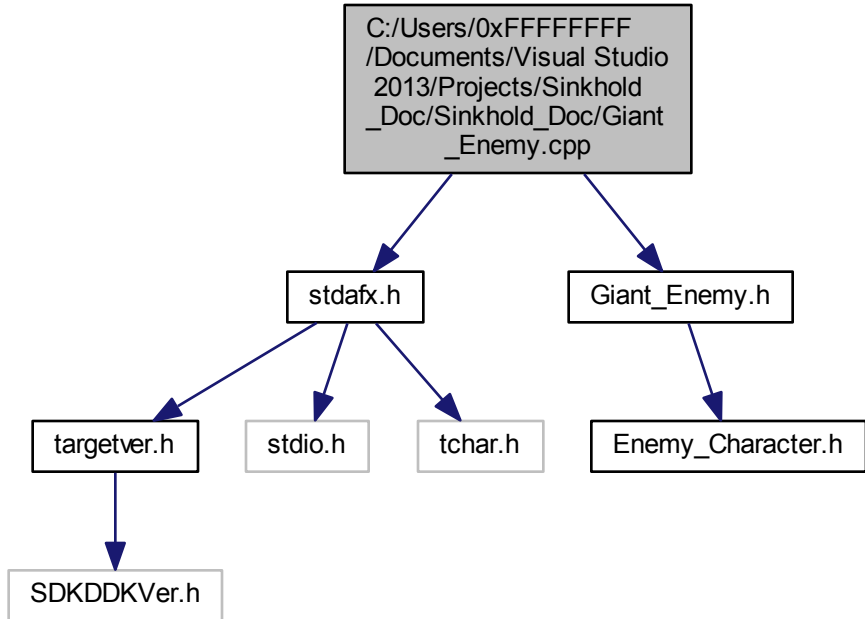 C:/Users/0xFFFFFFFF
/Documents/Visual Studio
2013/Projects/Sinkhold
_Doc/Sinkhold_Doc/Giant
_Enemy.cpp
stdafx.h
Giant_Enemy.h
targetver.h
stdio.h
tchar.h
Enemy_Character.h
SDKDDKVer.h